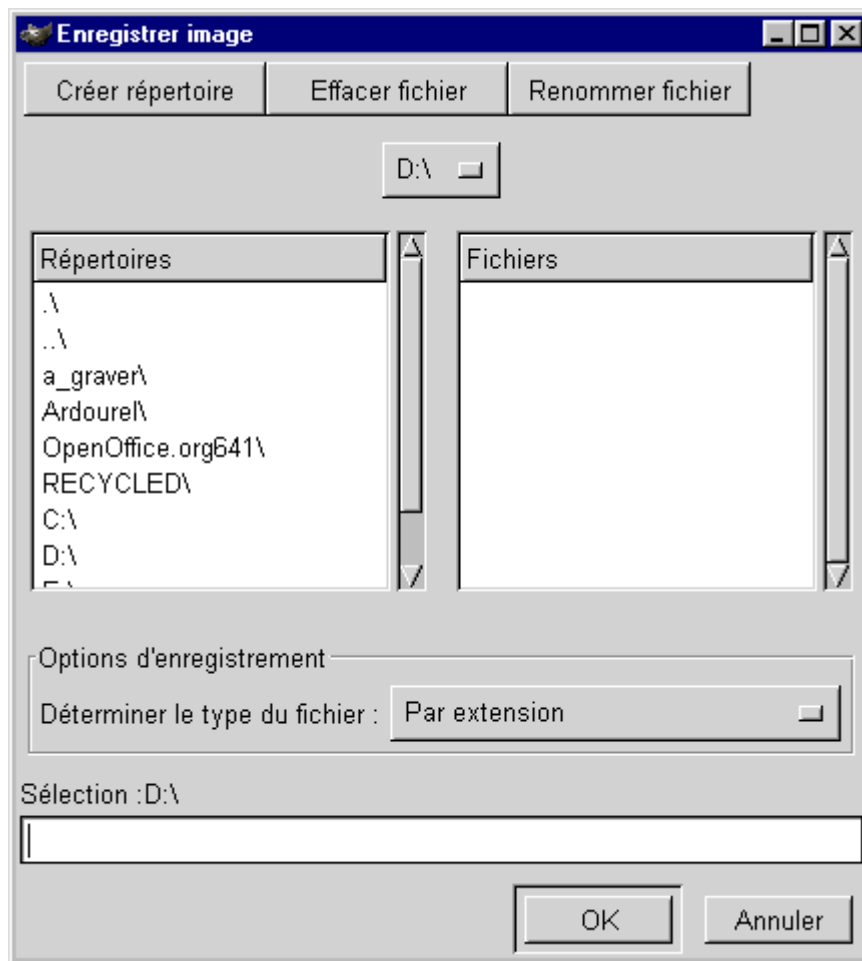 Enregistrer image
Créer répertoire Effacer fichier Renommer fichier
D:\
Répertoires
.\
..\
a_graver\
Ardourel\
OpenOffice.org641\
RECYCLED\
C:\
D:\
Fichiers
Options d'enregistrement
Déterminer le type du fichier : Par extension
Sélection :D:\
OK Annuler